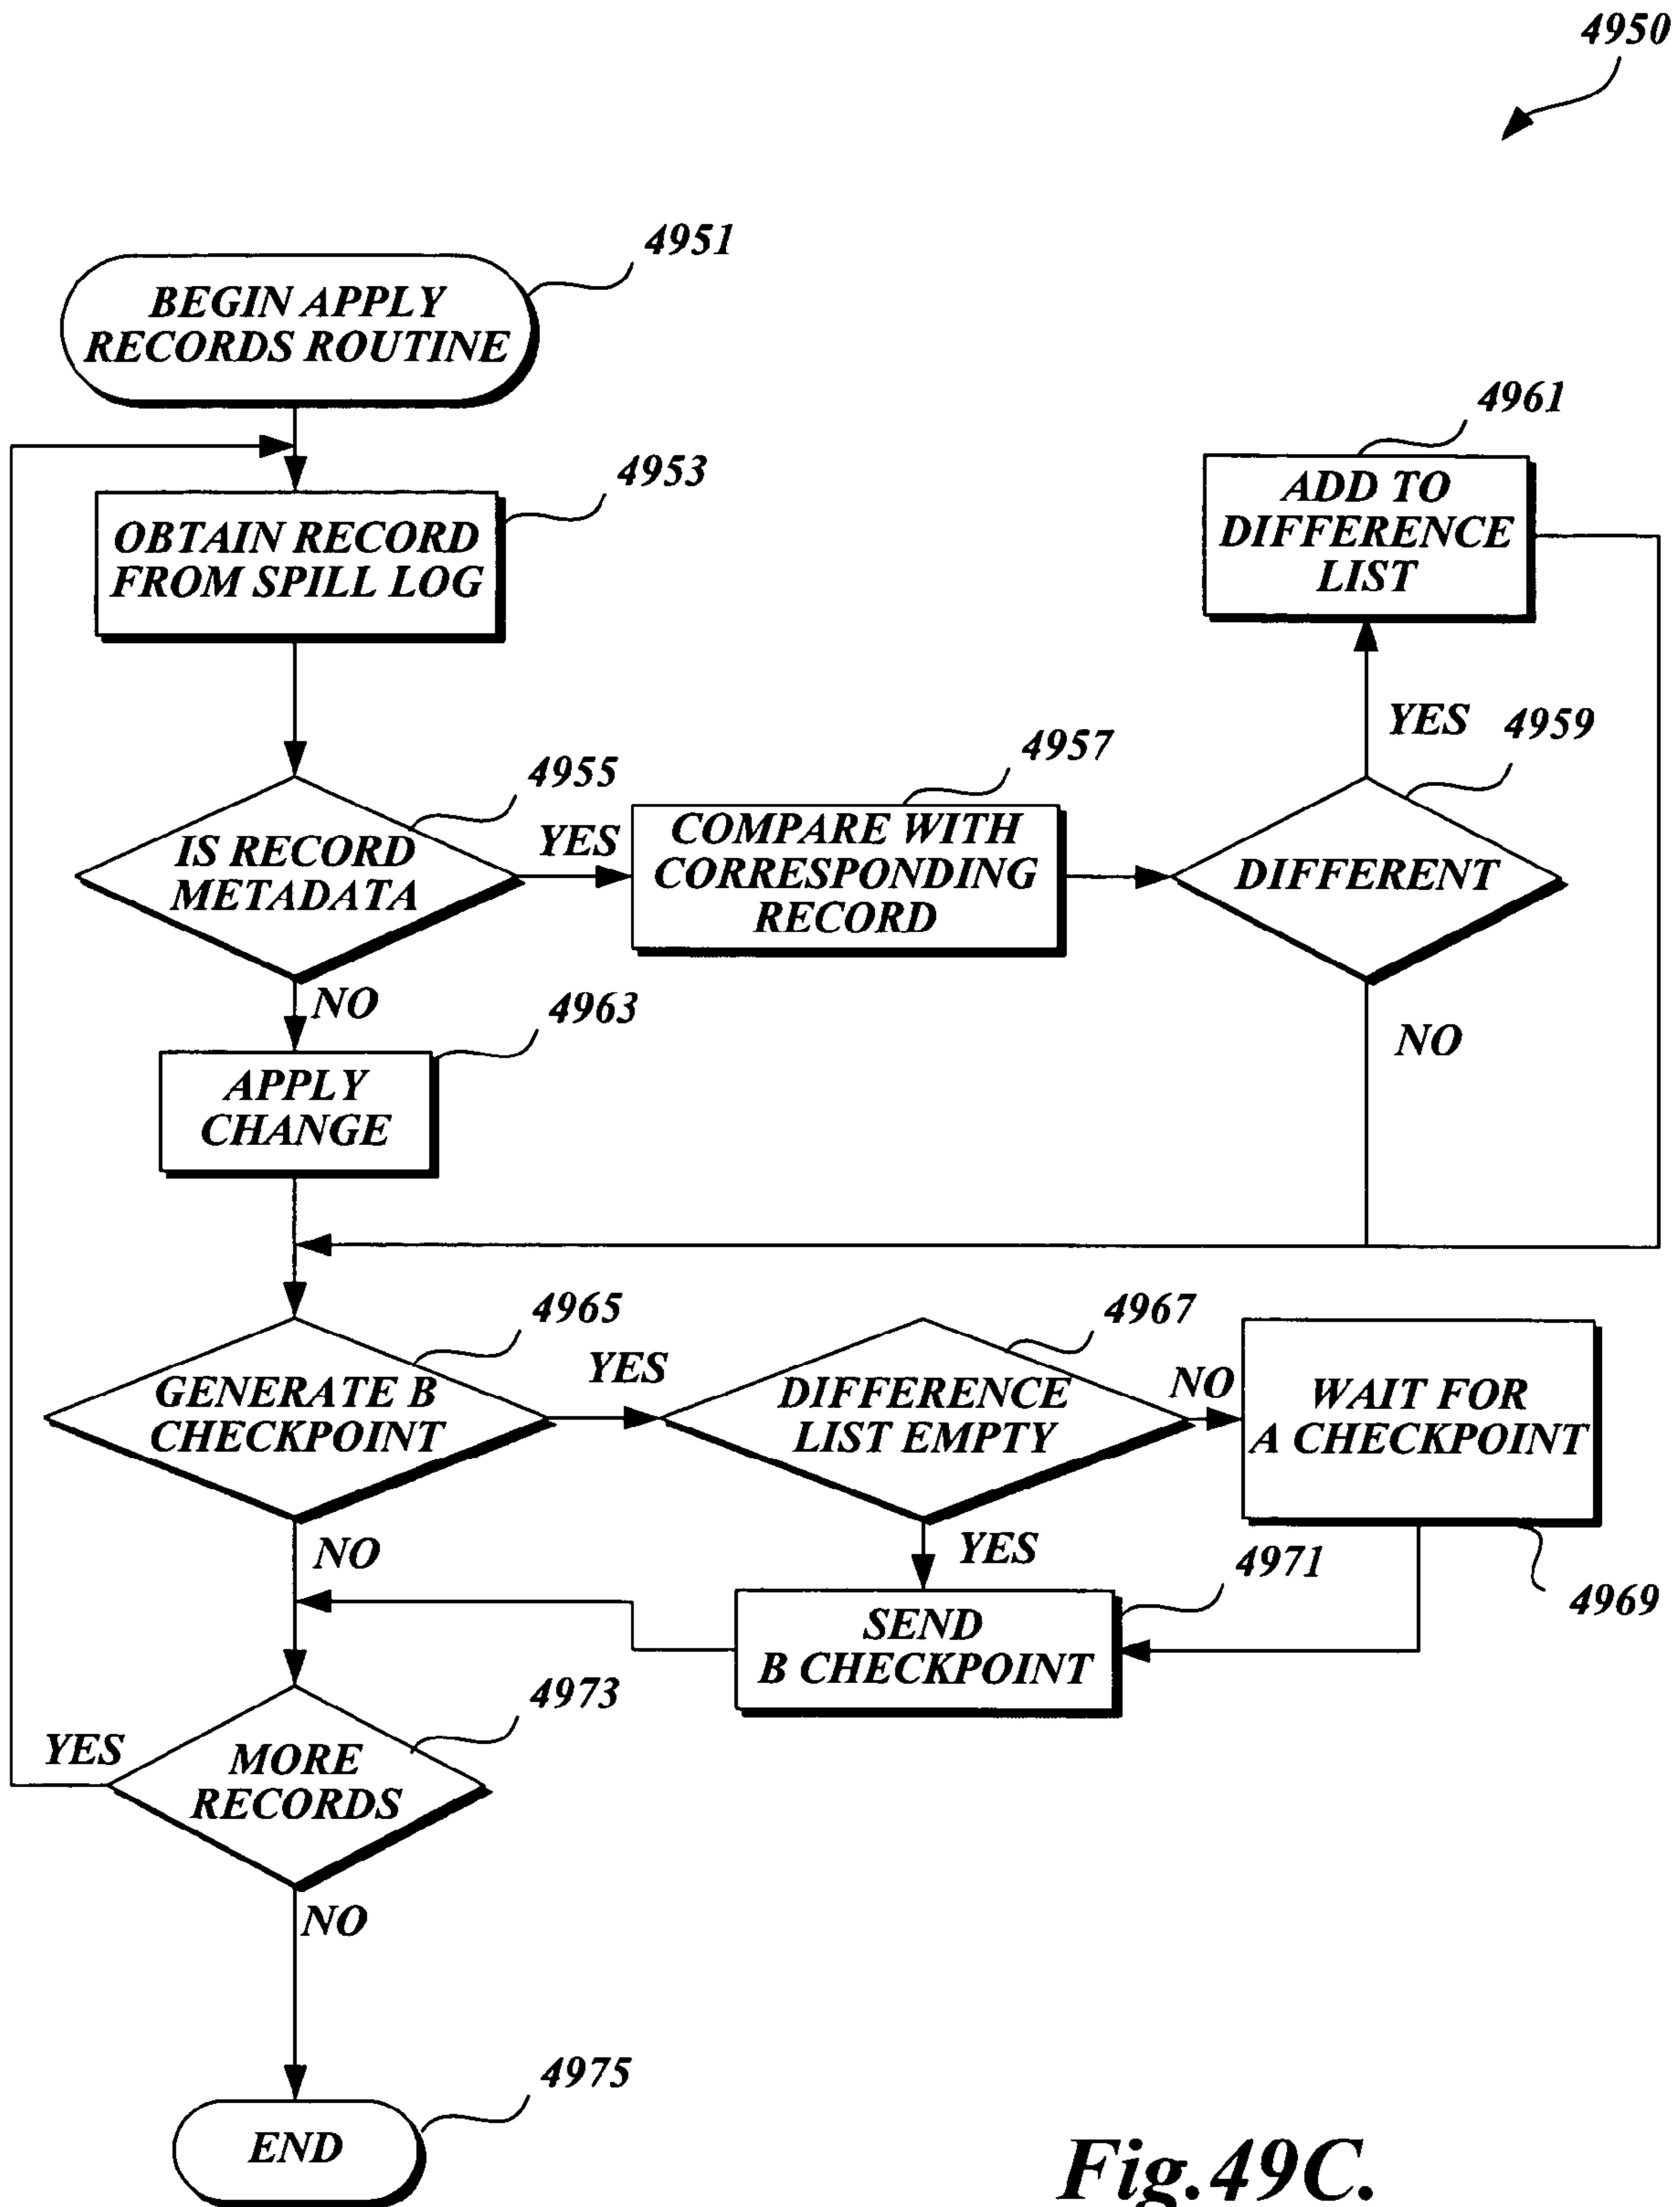 4950
4951
BEGIN APPLY
RECORDS ROUTINE
4953
OBTAIN RECORD
FROM SPILL LOG
4961
ADD TO
DIFFERENCE
LIST
YES
4959
4955
IS RECORD
METADATA
YES
4957
COMPARE WITH
CORRESPONDING
RECORD
DIFFERENT
NO
NO
4963
APPLY
CHANGE
4965
GENERATE B
CHECKPOINT
YES
4967
DIFFERENCE
LIST EMPTY
NO
WAIT FOR
A CHECKPOINT
4969
NO
YES
4971
SEND
B CHECKPOINT
4973
YES
MORE
RECORDS
NO
4975
END
Fig.49C.